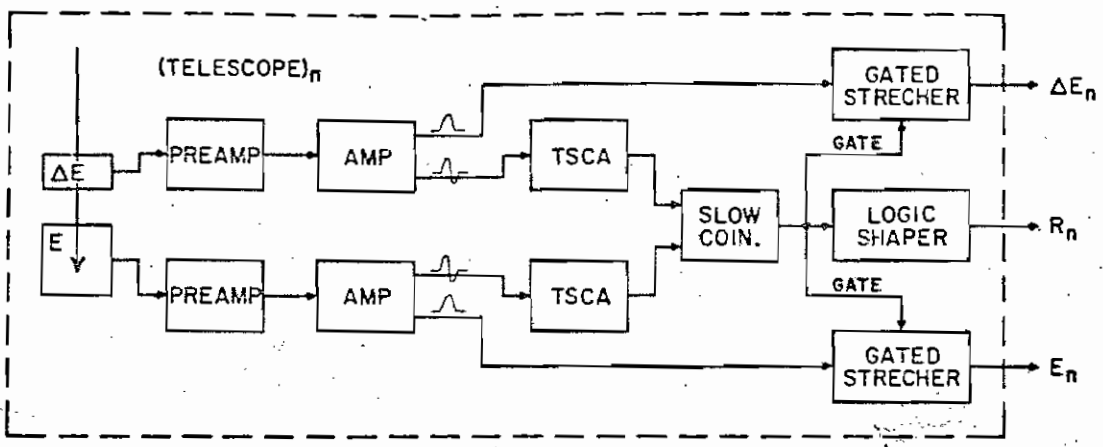 (TELESCOPE)n
GATED
STRECHER
ΔEn
GATE
ΔE
PREAMP
AMP
TSCA
SLOW
COIN.
LOGIC
SHAPER
Rn
E
PREAMP
AMP
TSCA
GATE
GATED
STRECHER
En